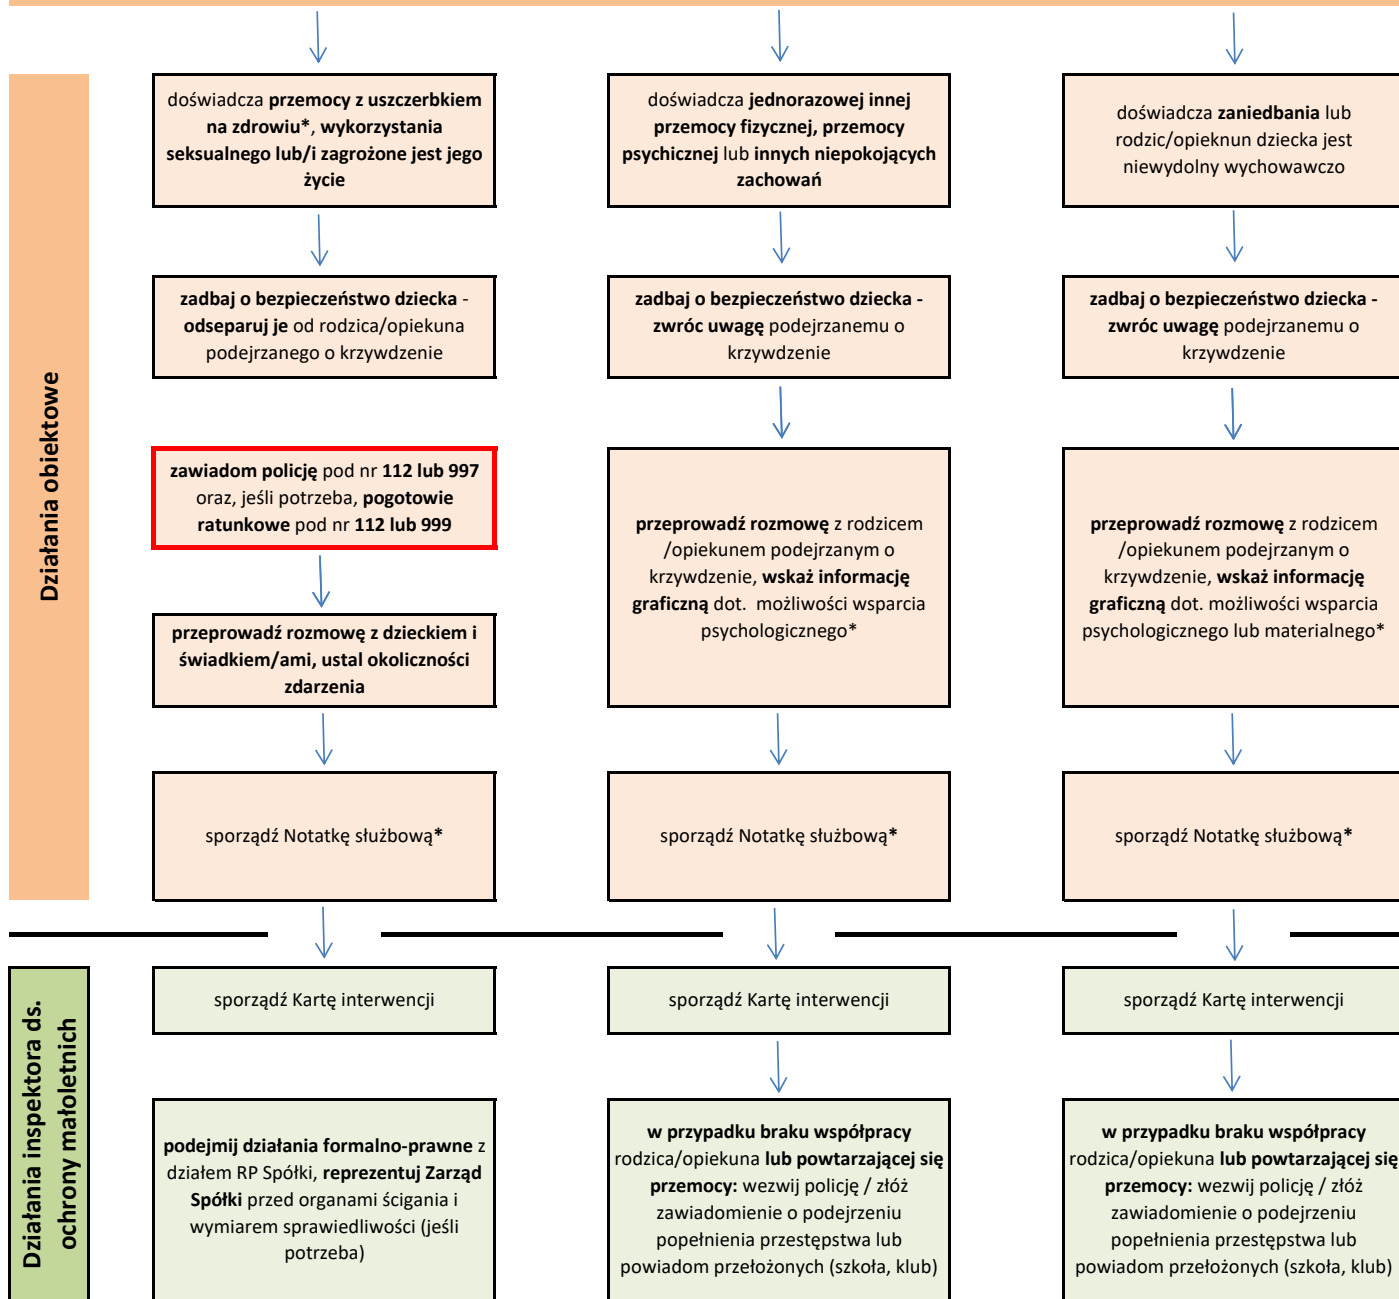 Działania obiektowe
doświadcza przemocy z uszczerbkiem
na zdrowiu*, wykorzystania
seksualnego lub/i zagrożone jest jego
życie
zadbaj o bezpieczeństwo dziecka -
odseparuj je od rodzica/opiekuna
podejrzanego o krzywdzenie
zawiadom policję pod nr 112 lub 997
oraz, jeśli potrzeba, pogotowie
ratunkowe pod nr 112 lub 999
przeprowadź rozmowę z dzieckiem i
świadkiem/ami, ustal okoliczności
zdarzenia
sporządź Notatkę służbową*
doświadcza jednorazowej innej
przemocy fizycznej, przemocy
psychicznej lub innych niepokojących
zachowań
zadbaj o bezpieczeństwo dziecka -
zwróc uwagę podejrzanemu o
krzywdzenie
przeprowadź rozmowę z rodzicem
/opiekunem podejrzanym o
krzywdzenie, wskaż informację
graficzną dot. możliwości wsparcia
psychologicznego*
sporządź Notatkę służbową*
doświadcza zaniedbania lub
rodzic/opieknun dziecka jest
niewydolny wychowawczo
zadbaj o bezpieczeństwo dziecka -
zwróc uwagę podejrzanemu o
krzywdzenie
przeprowadź rozmowę z rodzicem
/opiekunem podejrzanym o
krzywdzenie, wskaż informację
graficzną dot. możliwości wsparcia
psychologicznego lub materialnego*
sporządź Notatkę służbową*
Działania inspektora ds.
ochrony małoletnich
sporządź Kartę interwencji
podejmij działania formalno-prawne z
działem RP Spółki, reprezentuj Zarząd
Spółki przed organami ścigania i
wymiarem sprawiedliwości (jeśli
potrzeba)
sporządź Kartę interwencji
w przypadku braku współpracy
rodzica/opiekuna lub powtarzającej się
przemocy: wezwij policję / złóż
zawiadomienie o podejrzeniu
popełnienia przestępstwa lub
powiadom przełożonych (szkoła, klub)
sporządź Kartę interwencji
w przypadku braku współpracy
rodzica/opiekuna lub powtarzającej się
przemocy: wezwij policję / złóż
zawiadomienie o podejrzeniu
popełnienia przestępstwa lub
powiadom przełożonych (szkoła, klub)